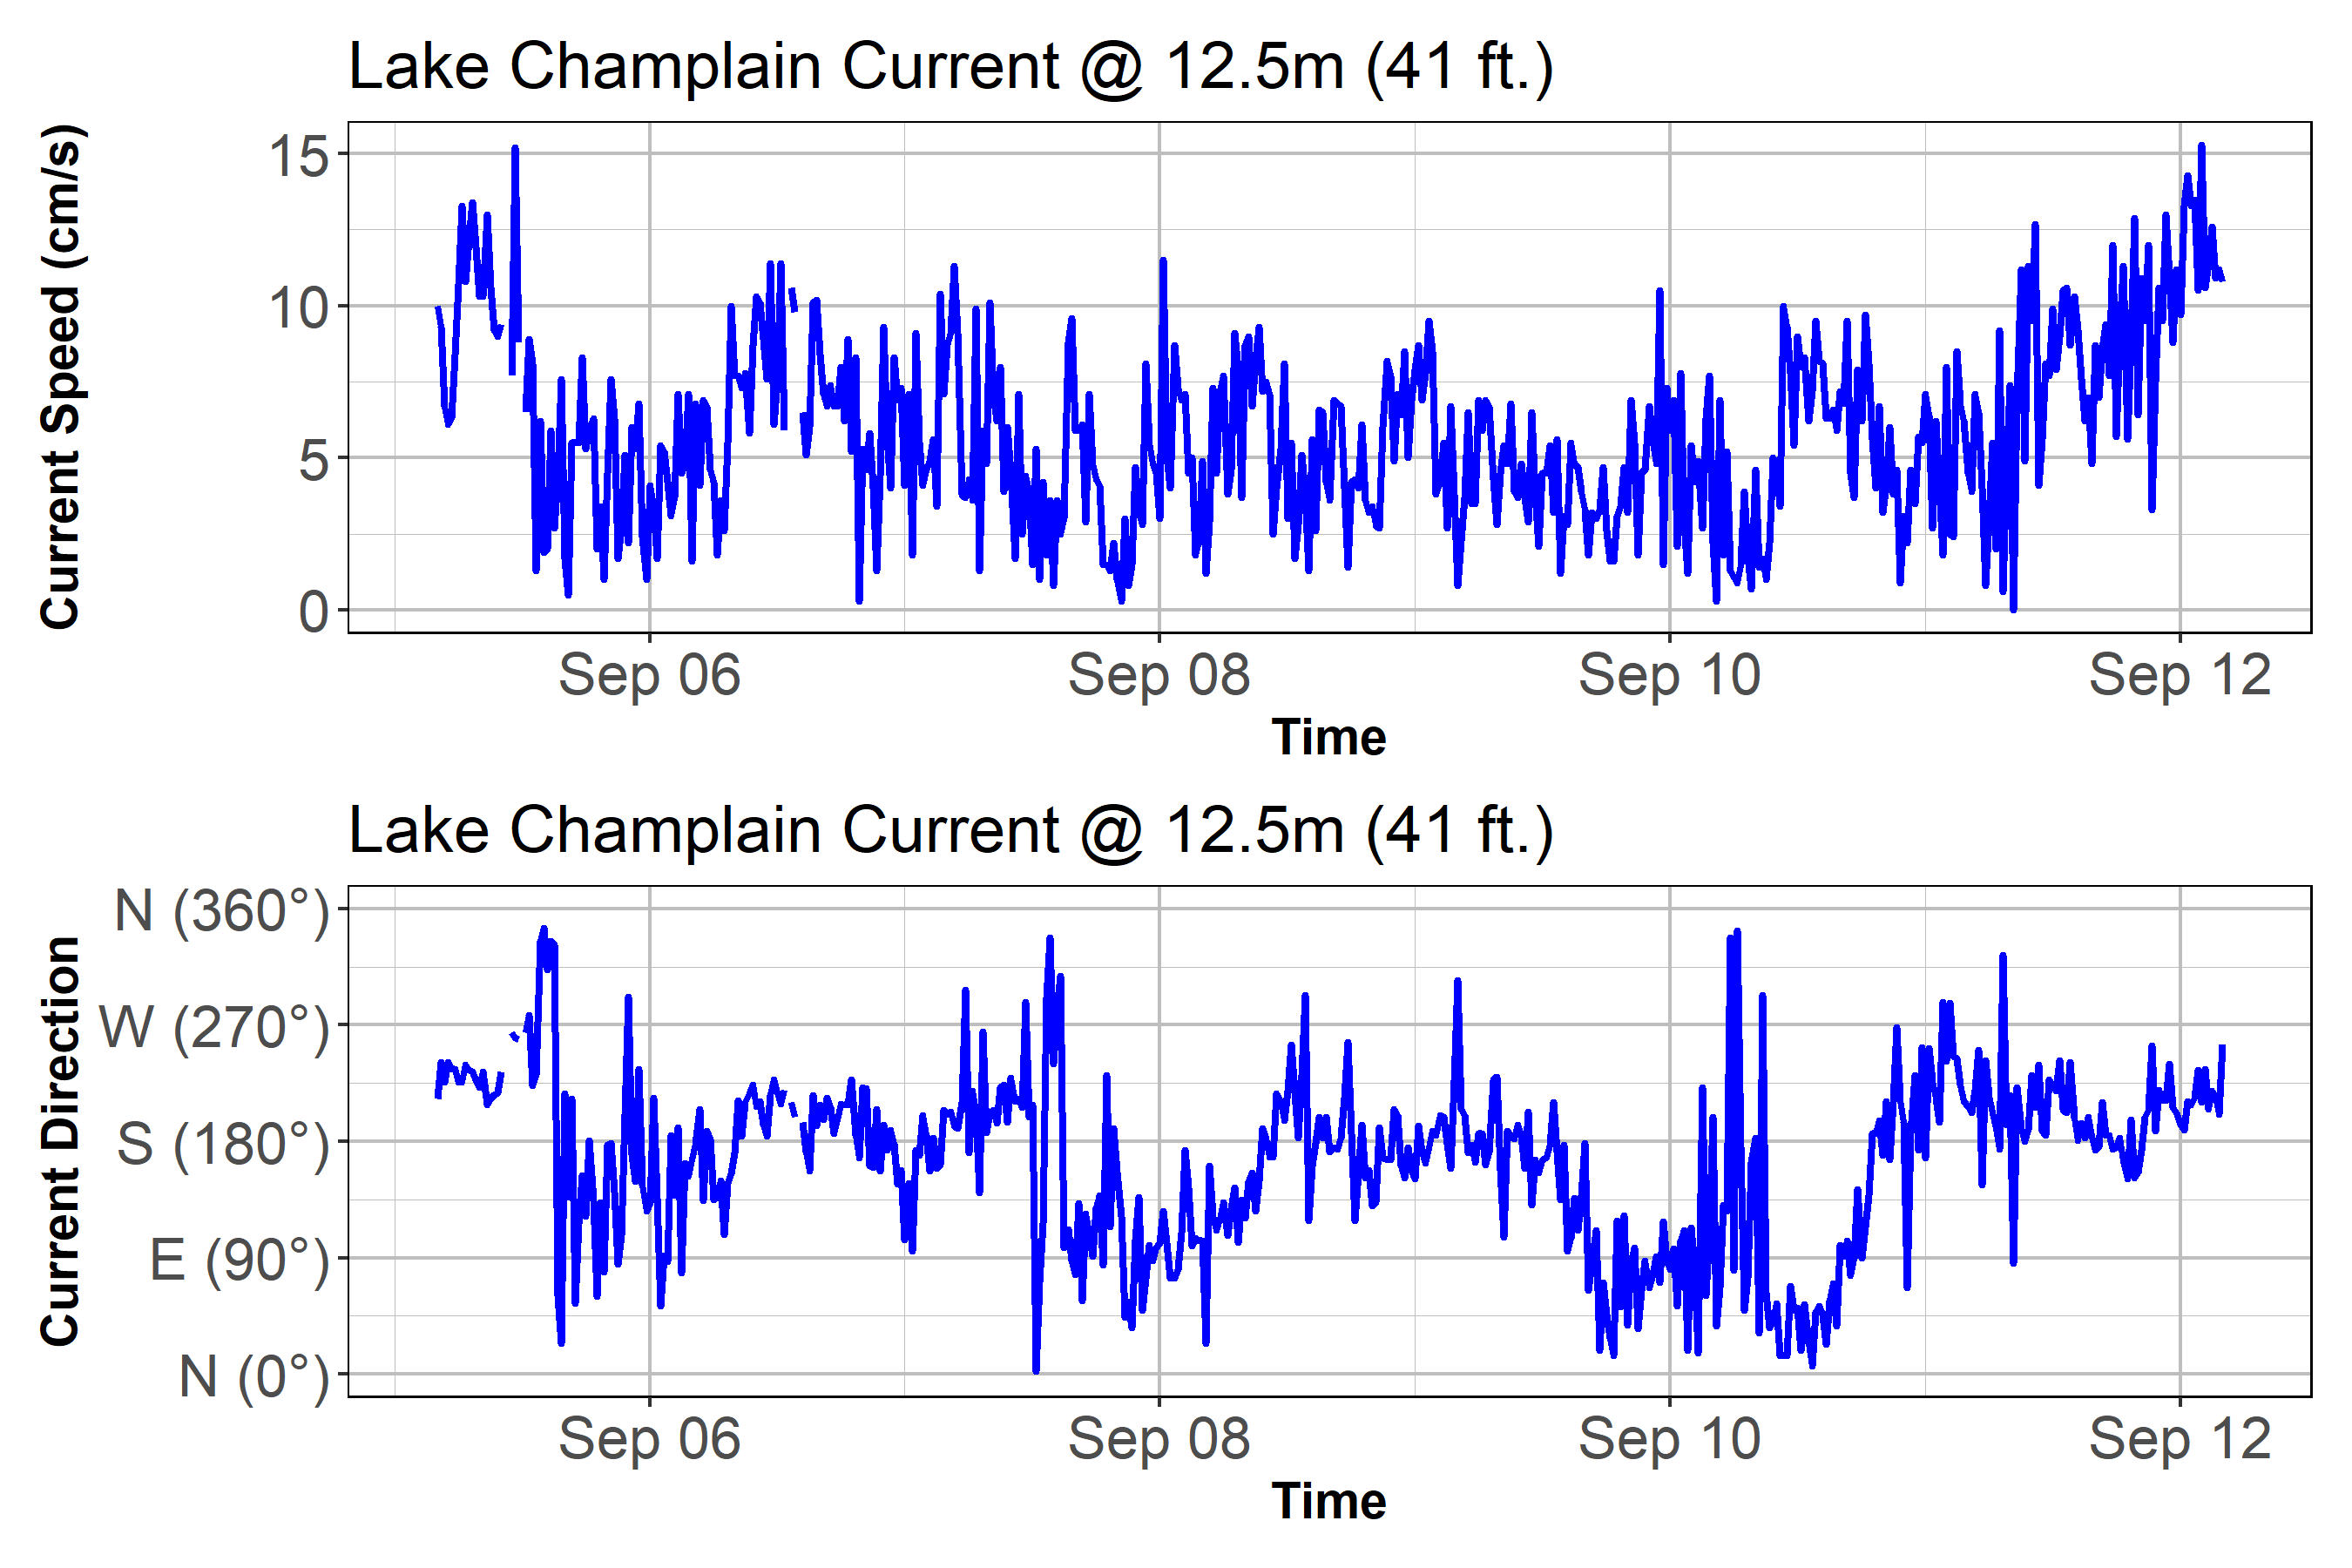 Lake Champlain Current @ 12.5m (41 ft.)
Current Speed (cm/s)
15
10
5
0
Sep 06
Sep 08
Sep 10
Sep 12
Time
Lake Champlain Current @ 12.5m (41 ft.)
Current Direction
N (360°)
W (270°)
S (180°)
E (90°)
N (0°)
Sep 06
Sep 08
Sep 10
Sep 12
Time